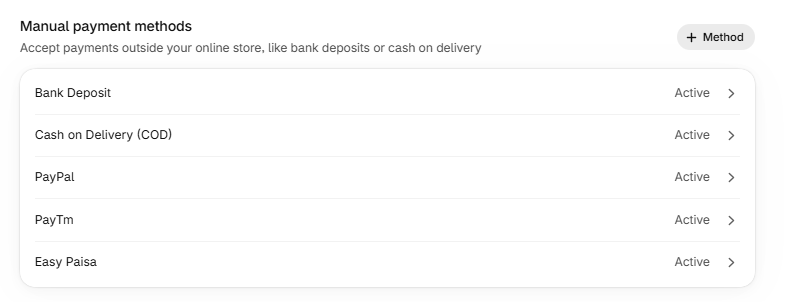 Manual payment methods
Accept payments outside your online store, like bank deposits or cash on delivery
+ Method
Bank Deposit Active
Cash on Delivery (COD) Active
PayPal Active
PayTm Active
Easy Paisa Active